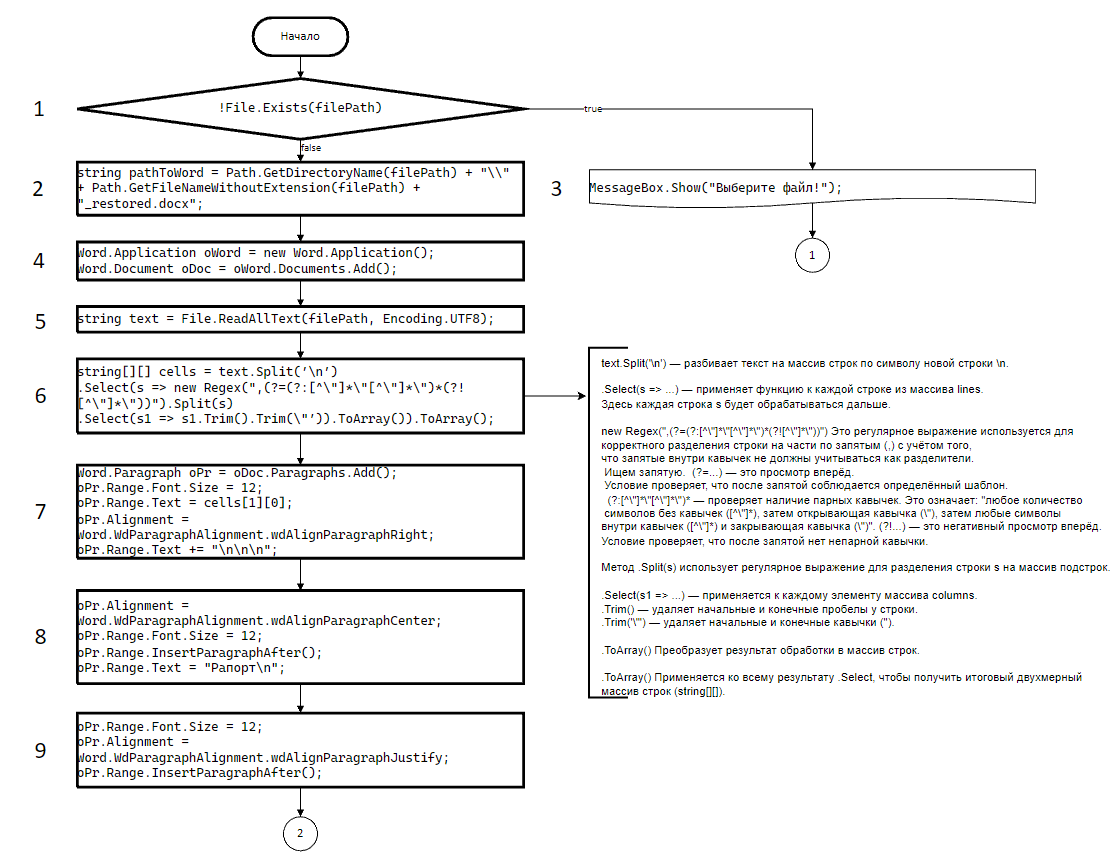 Начало
1
!File.Exists(filePath)
true
false
2
string pathToWord = Path.GetDirectoryName(filePath) + "\\"
+ Path.GetFileNameWithoutExtension(filePath) +
"_restored.docx";
3
MessageBox.Show("Выберите файл!");
1
4
Word.Application oWord = new Word.Application();
Word.Document oDoc = oWord.Documents.Add();
5
string text = File.ReadAllText(filePath, Encoding.UTF8);
6
string[][] cells = text.Split('\n')
.Select(s => new Regex(",(?=(?:[^\"]*\"[^\"]*\")*(?!
[^\"]*\"))").Split(s)
.Select(s1 => s1.Trim().Trim(\"’)).ToArray()).ToArray();
text.Split('\n') — разбивает текст на массив строк по символу новой строки \n.
.Select(s => ...) — применяет функцию к каждой строке из массива lines.
Здесь каждая строка s будет обрабатываться дальше.
new Regex(",(?=(?:[^\"]*\"[^\"]*\")*(?![^\"]*\"))") Это регулярное выражение используется для
корректного разделения строки на части по запятым (,) с учётом того,
что запятые внутри кавычек не должны учитываться как разделители.
Ищем запятую. (?=...) — это просмотр вперёд.
Условие проверяет, что после запятой соблюдается определённый шаблон.
(?:[^\"]*\"[^\"]*\")* — проверяет наличие парных кавычек. Это означает: "любое количество
символов без кавычек ([^\"]*), затем открывающая кавычка (\"), затем любые символы
внутри кавычек ([^\"]*) и закрывающая кавычка (\")". (?!...) — это негативный просмотр вперёд.
Условие проверяет, что после запятой нет непарной кавычки.
Метод .Split(s) использует регулярное выражение для разделения строки s на массив подстрок.
.Select(s1 => ...) — применяется к каждому элементу массива columns.
.Trim() — удаляет начальные и конечные пробелы у строки.
.Trim('\"') — удаляет начальные и конечные кавычки (").
.ToArray() Преобразует результат обработки в массив строк.
.ToArray() Применяется ко всему результату .Select, чтобы получить итоговый двухмерный
массив строк (string[][]).
7
Word.Paragraph oPr = oDoc.Paragraphs.Add();
oPr.Range.Font.Size = 12;
oPr.Range.Text = cells[1][0];
oPr.Alignment =
Word.WdParagraphAlignment.wdAlignParagraphRight;
oPr.Range.Text += "\n\n\n";
8
oPr.Alignment =
Word.WdParagraphAlignment.wdAlignParagraphCenter;
oPr.Range.Font.Size = 12;
oPr.Range.InsertParagraphAfter();
oPr.Range.Text = "Рапорт\n";
9
oPr.Range.Font.Size = 12;
oPr.Alignment =
Word.WdParagraphAlignment.wdAlignParagraphJustify;
oPr.Range.InsertParagraphAfter();
2